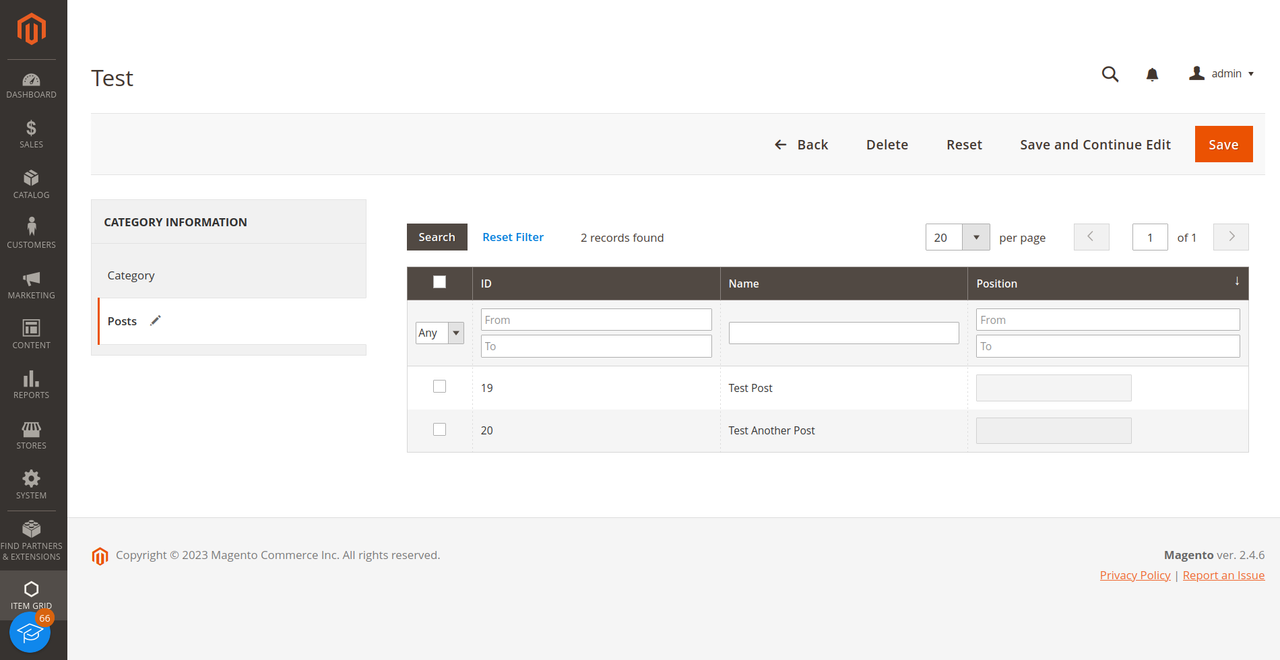 Test
admin
Back
Delete
Reset
Save and Continue Edit
Save
DASHBOARD
SALES
CATALOG
CUSTOMERS
MARKETING
CONTENT
REPORTS
STORES
SYSTEM
FIND PARTNERS
& EXTENSIONS
ITEM GRID
66
CATEGORY INFORMATION
Category
Posts
Search Reset Filter 2 records found 20 per page 1 of 1
ID Name Position
Any
From From
To To
19 Test Post
20 Test Another Post
Copyright © 2023 Magento Commerce Inc. All rights reserved.
Magento ver. 2.4.6
Privacy Policy | Report an Issue